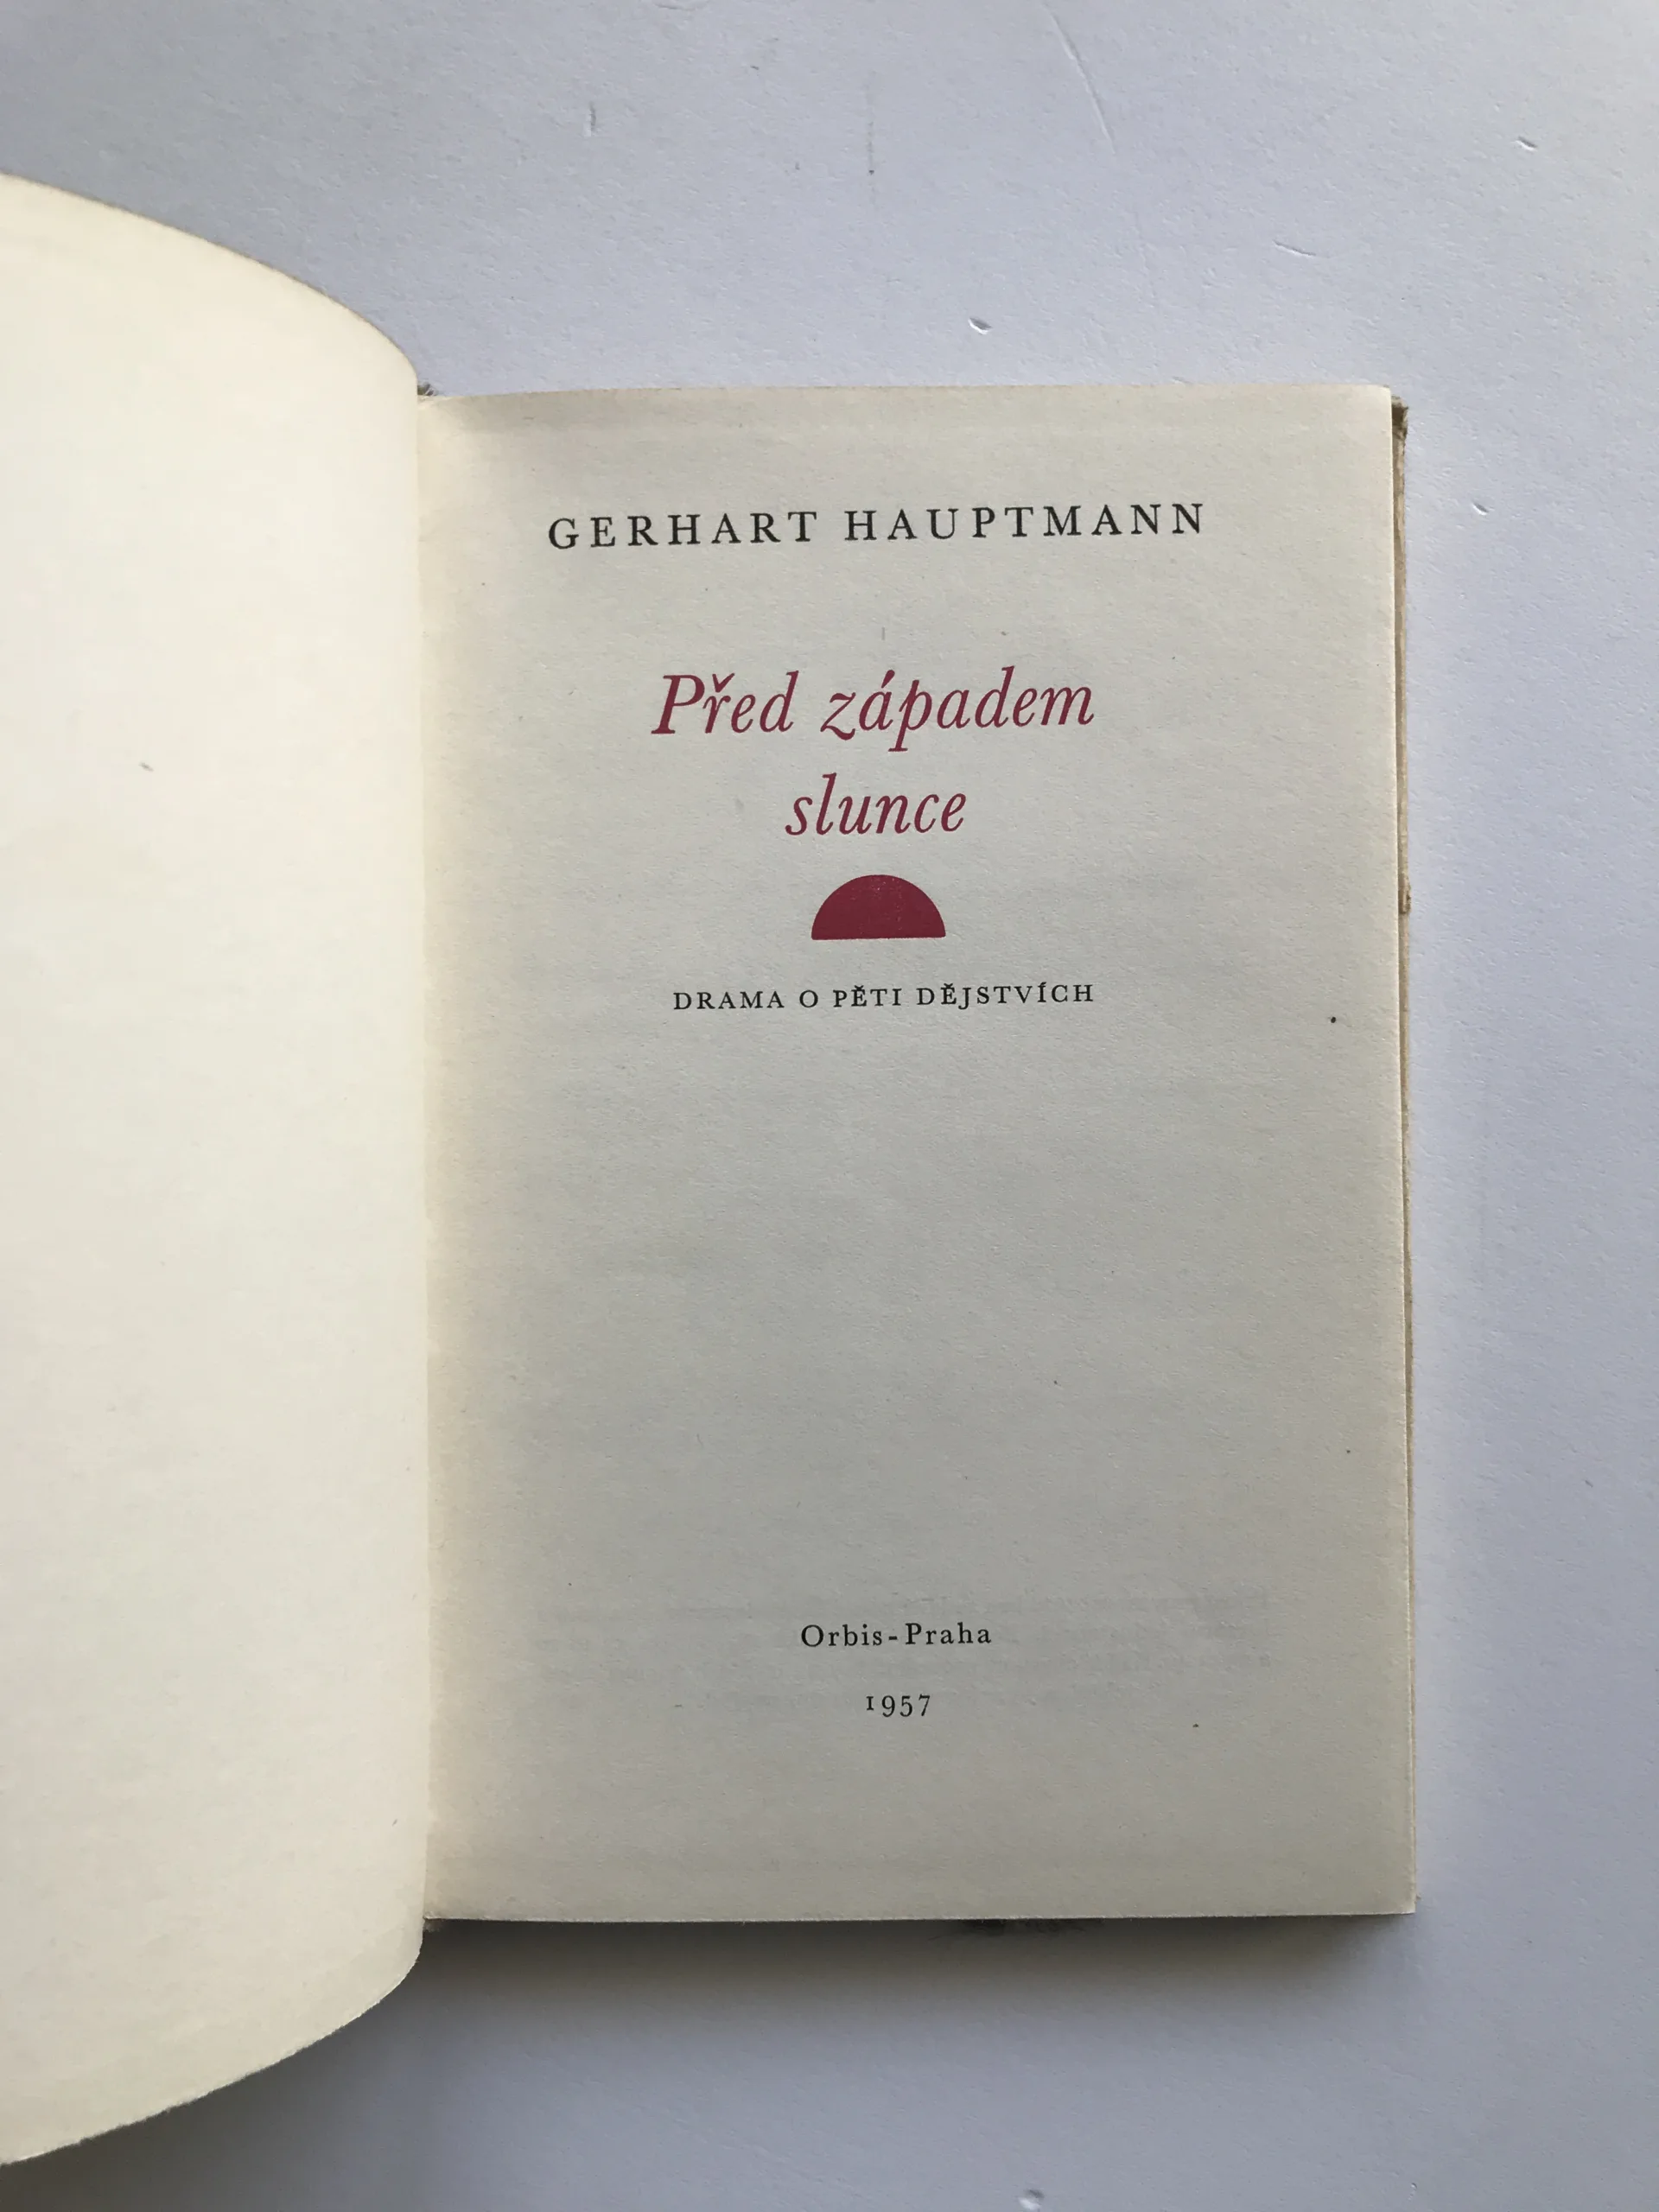 GERHART HAUPTMANN
Před západem
slunce
DRAMA O PĚTI DĚJSTVÍCH
Orbis-Praha
1957